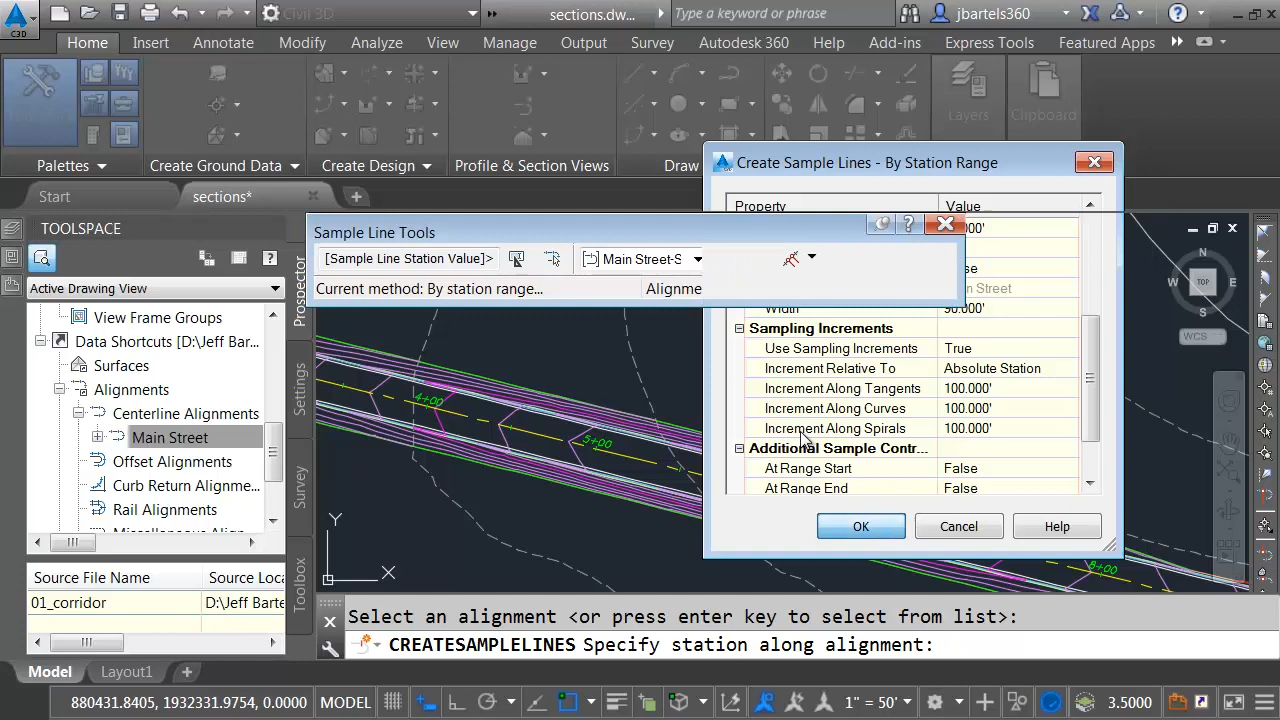 C3D
Civil 3D
sections.dw...
Type a keyword or phrase
jbartels360
Home Insert Annotate Modify Analyze View Manage Output Survey Autodesk 360 Help Add-ins Express Tools Featured Apps
Layers
Clipboard
Palettes
Create Ground Data
Create Design
Profile & Section Views
Draw
Start
sections*
Create Sample Lines - By Station Range
Property
Value
TOOLSPACE
Active Drawing View
View Frame Groups
Data Shortcuts [D:\Jeff Bar...
Surfaces
Alignments
Centerline Alignments
Main Street
Offset Alignments
Curb Return Alignme...
Rail Alignments
Source File Name
Source Loca
01_corridor
D:\Jeff Barte
Prospector
Settings
Survey
Toolbox
Sample Line Tools
[Sample Line Station Value]>
Main Street-S
Current method: By station range...
Alignme
Width
90.000'
Sampling Increments
Use Sampling Increments
True
Increment Relative To
Absolute Station
Increment Along Tangents
100.000'
Increment Along Curves
100.000'
Increment Along Spirals
100.000'
Additional Sample Contr...
At Range Start
False
At Range End
False
OK
Cancel
Help
4+00
5+00
8+00
N
W
TOP
E
S
WCS
Y
X
Select an alignment <or press enter key to select from list>:
CREATESAMPLELINES Specify station along alignment:
Model
Layout1
880431.8405, 1932331.9754, 0.0000
MODEL
1" = 50'
3.5000